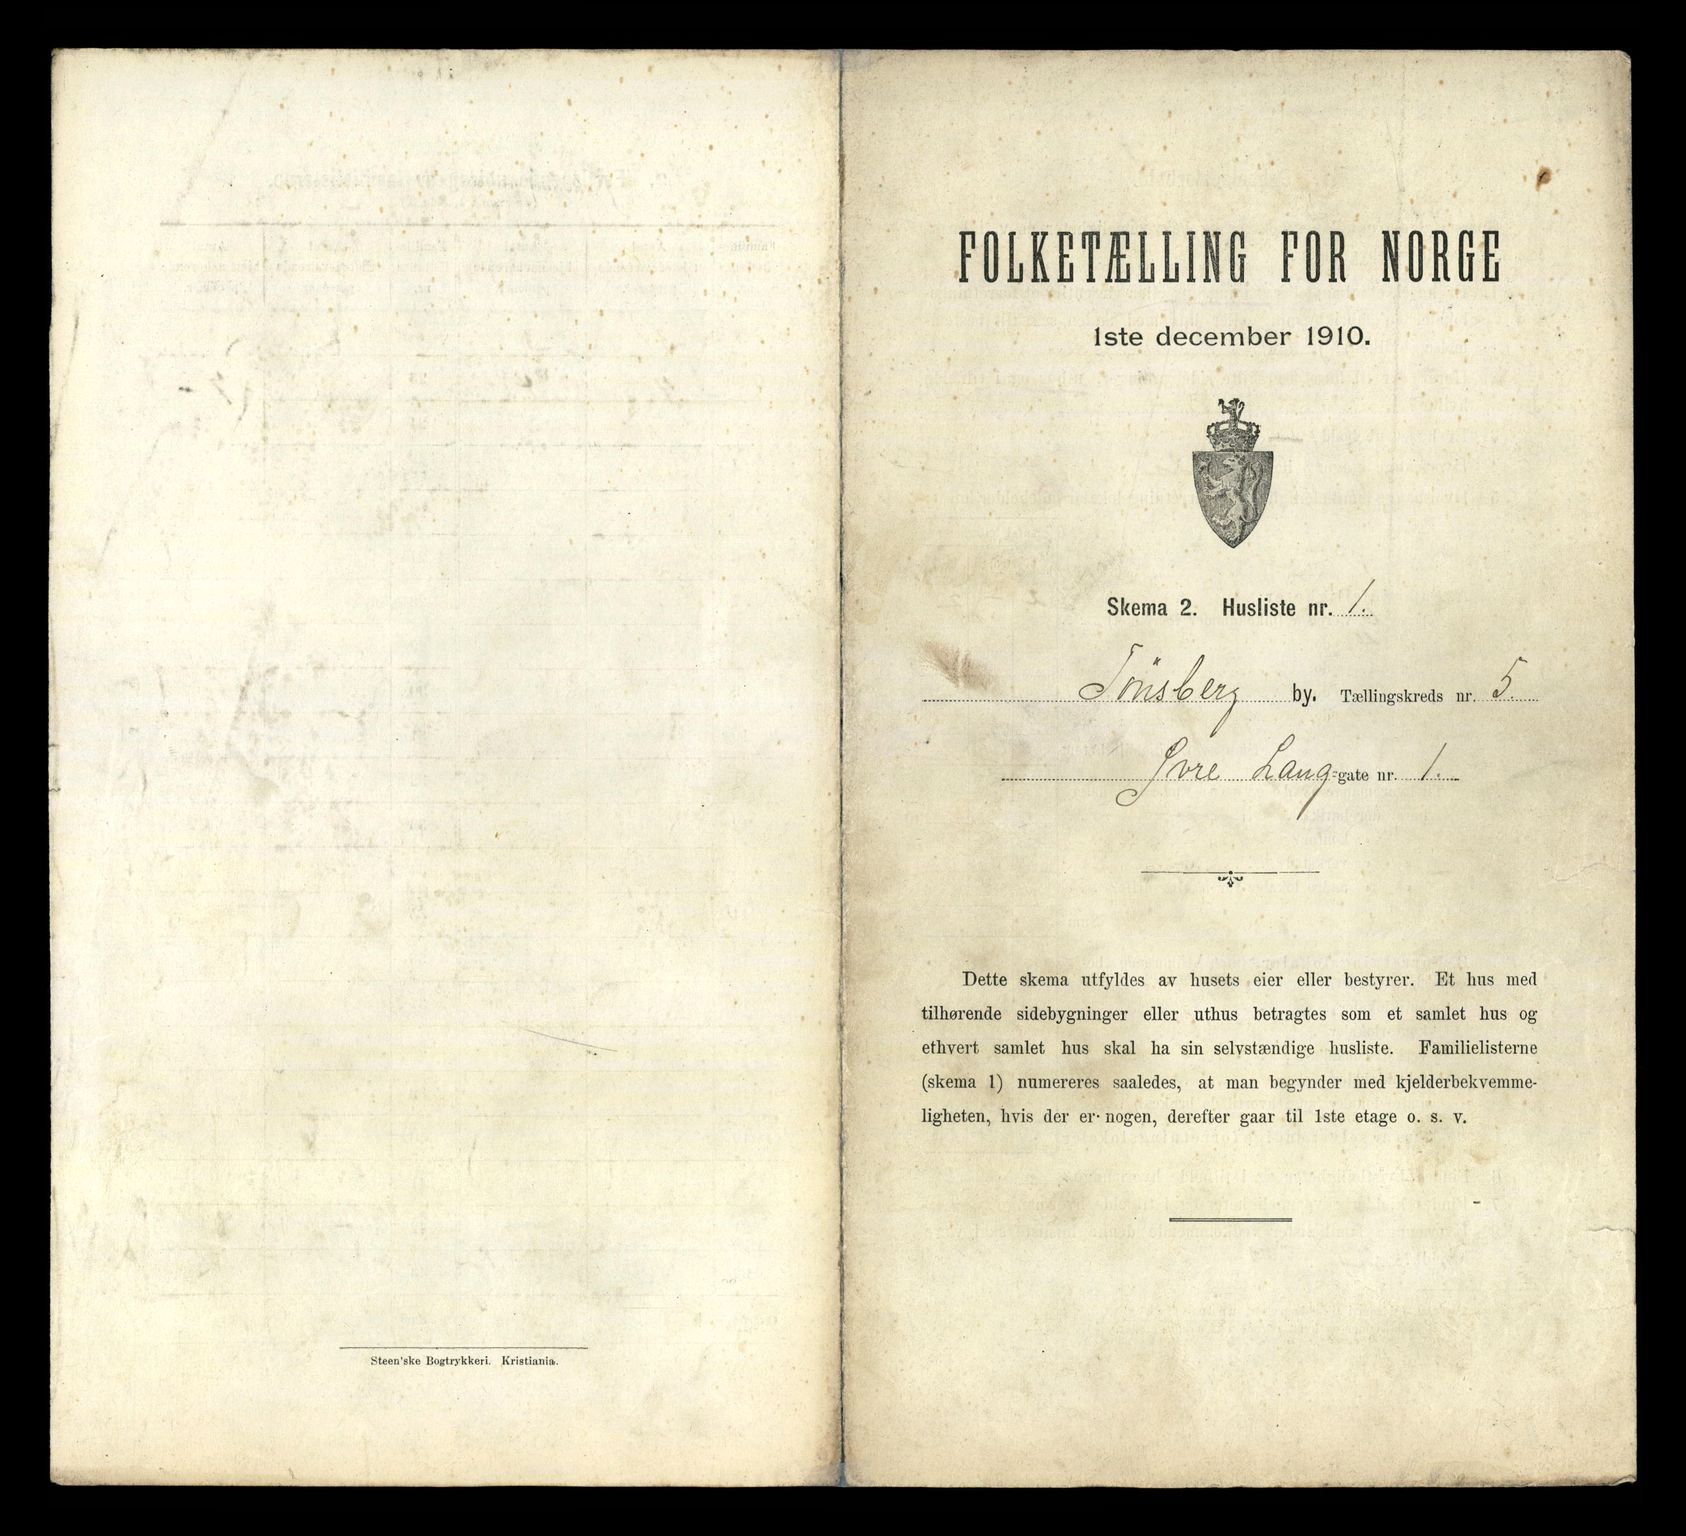 Steen'ske Bogtrykkeri. Kristiania.
FOLKETÆLLING FOR NORGE
1ste december 1910.
Skema 2. Husliste nr. 1.
Tönsberg by. Tællingskreds nr. 5.
Øvre Lang-gate nr. 1.
Dette skema utfyldes av husets eier eller bestyrer. Et hus med
tilhørende sidebygninger eller uthus betragtes som et samlet hus og
ethvert samlet hus skal ha sin selvstændige husliste. Familielisterne
(skema 1) numereres saaledes, at man begynder med kjelderbekvemme-
ligheten, hvis der er nogen, derefter gaar til 1ste etage o. s. v.